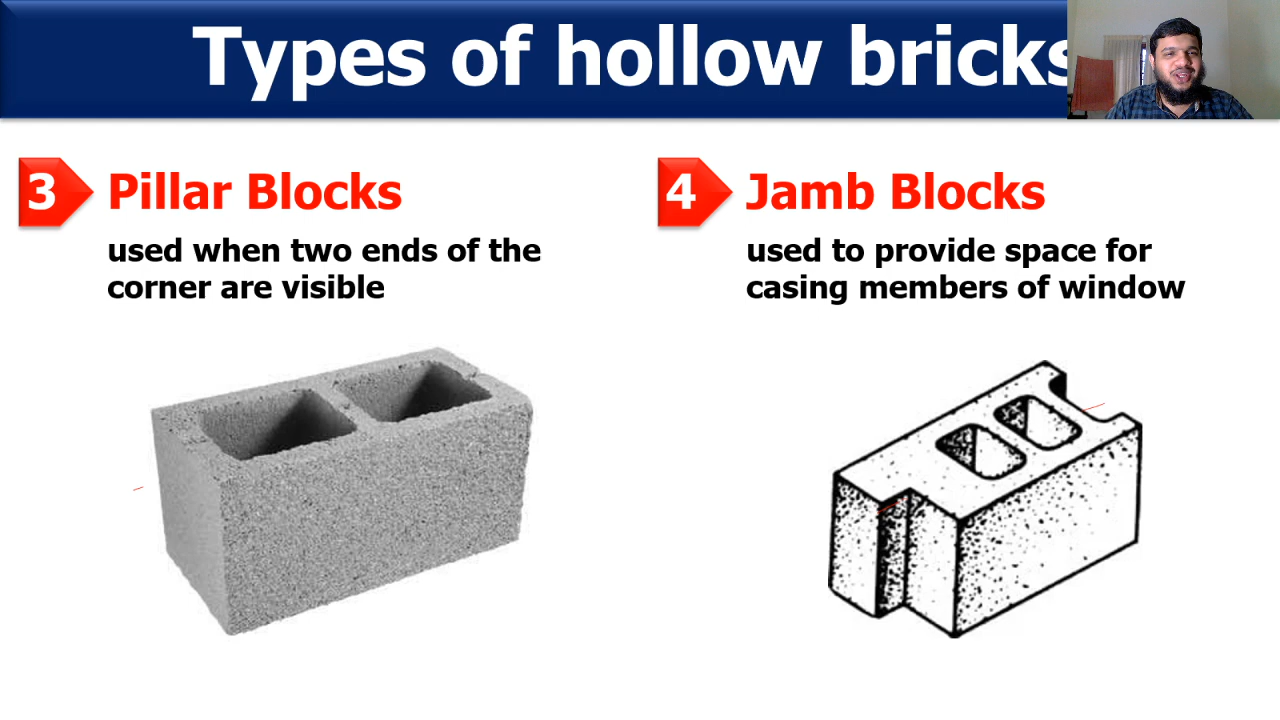 Types of hollow bricks
3 Pillar Blocks
used when two ends of the
corner are visible
4 Jamb Blocks
used to provide space for
casing members of window